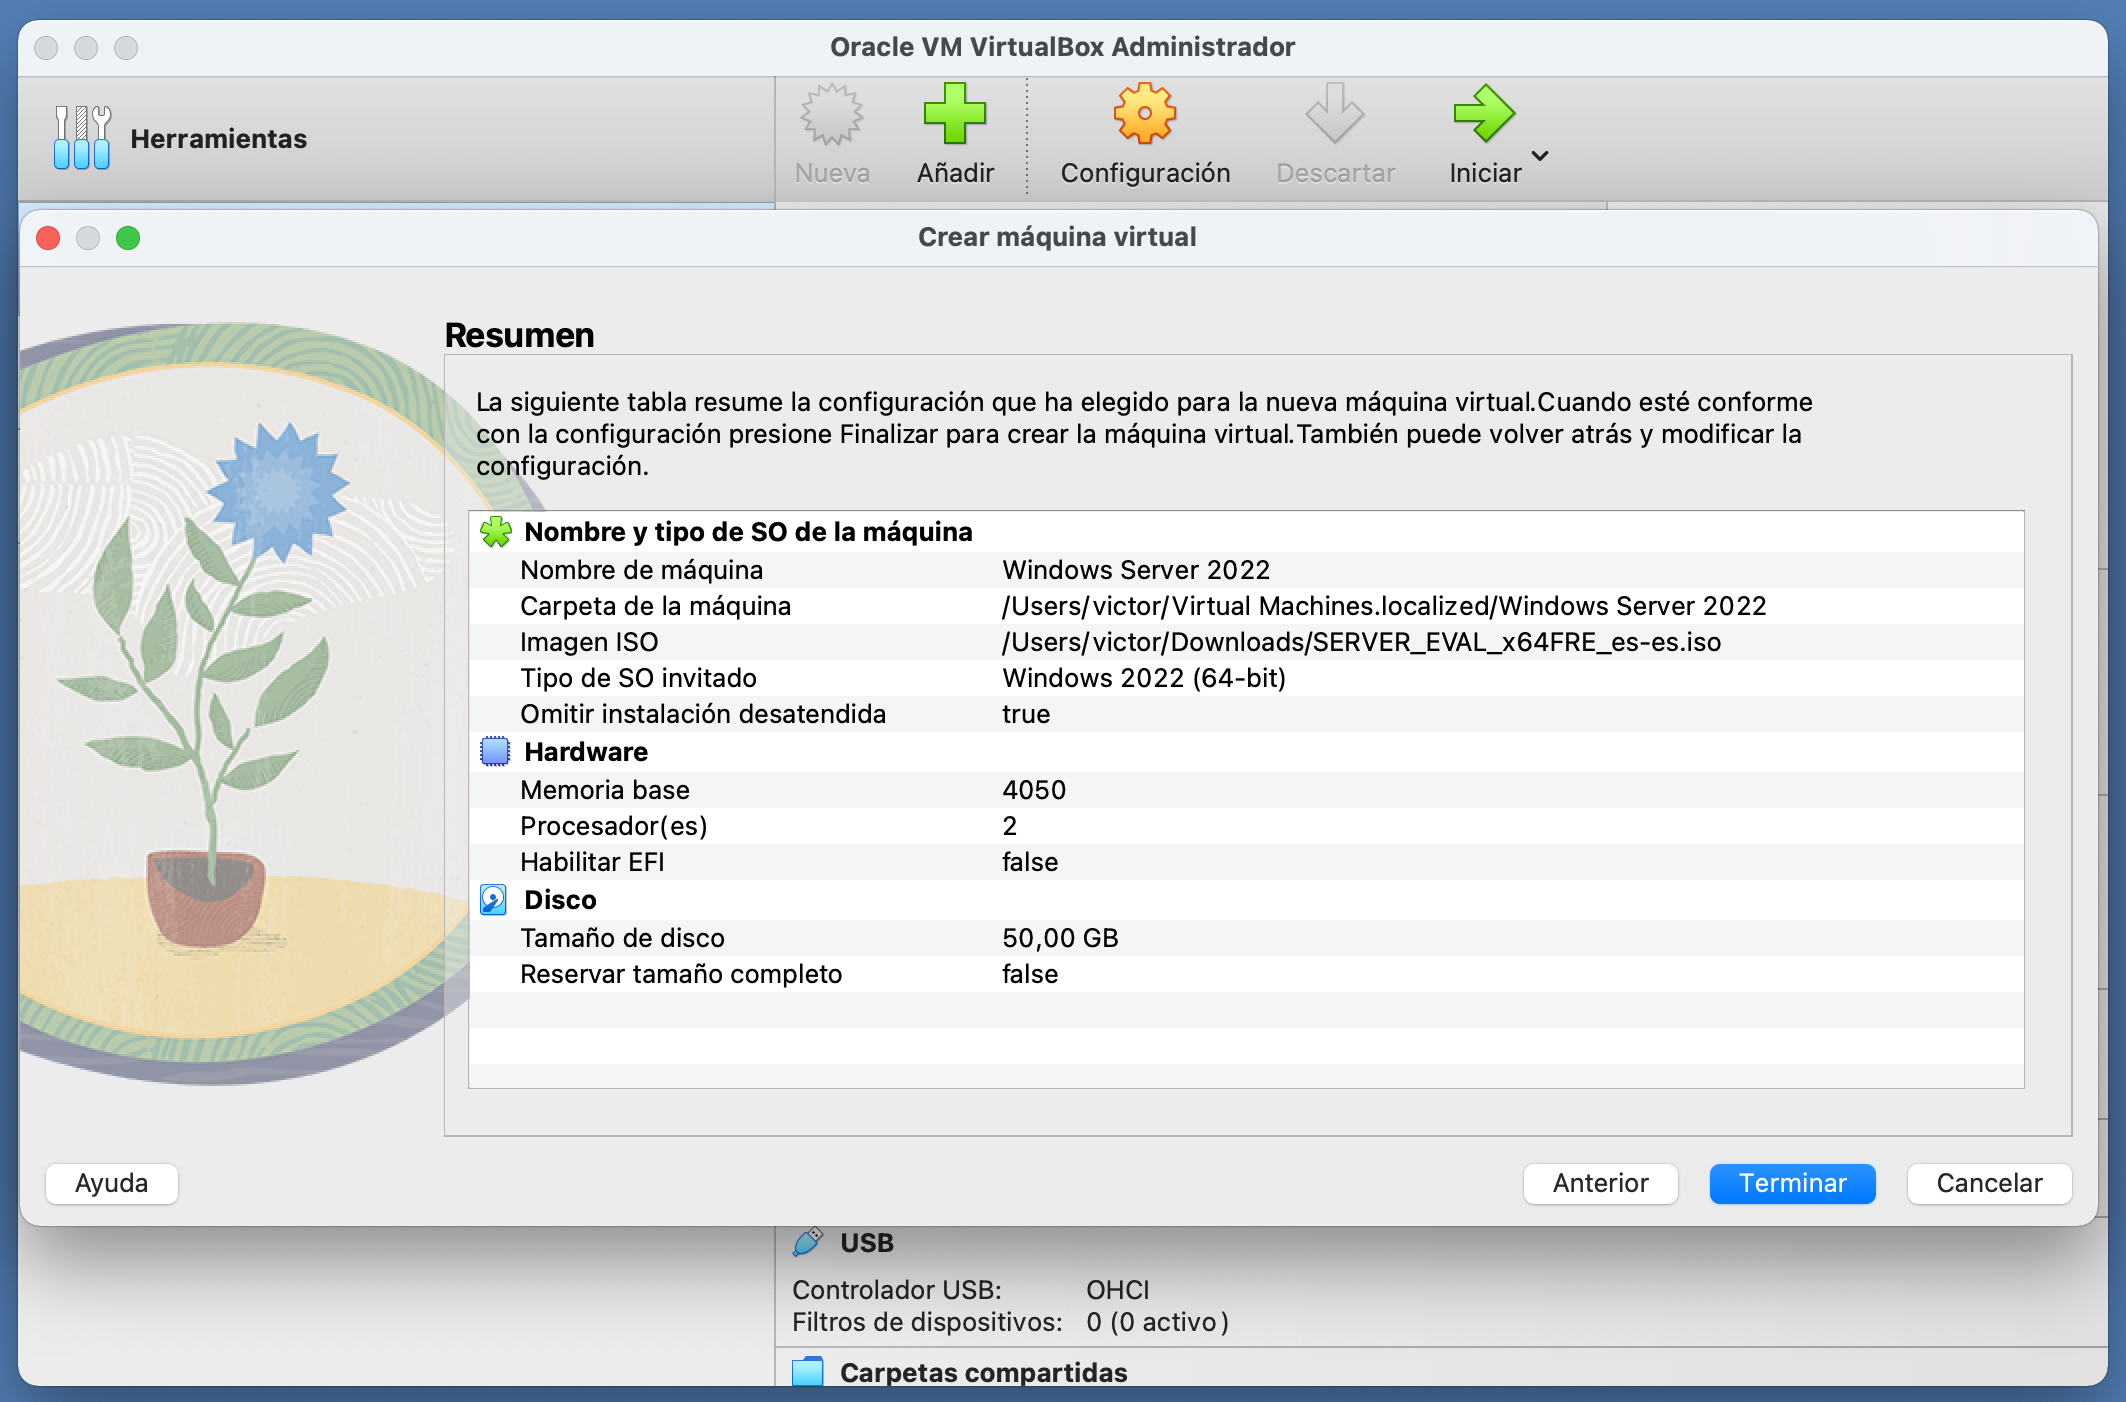 Oracle VM VirtualBox Administrador
Herramientas
Nueva
Añadir
Configuración
Descartar
Iniciar
Crear máquina virtual
Resumen
La siguiente tabla resume la configuración que ha elegido para la nueva máquina virtual.Cuando esté conforme
con la configuración presione Finalizar para crear la máquina virtual.También puede volver atrás y modificar la
configuración.
Nombre y tipo de SO de la máquina
Nombre de máquina Windows Server 2022
Carpeta de la máquina /Users/victor/Virtual Machines.localized/Windows Server 2022
Imagen ISO /Users/victor/Downloads/SERVER_EVAL_x64FRE_es-es.iso
Tipo de SO invitado Windows 2022 (64-bit)
Omitir instalación desatendida true
Hardware
Memoria base 4050
Procesador(es) 2
Habilitar EFI false
Disco
Tamaño de disco 50,00 GB
Reservar tamaño completo false
Ayuda
Anterior
Terminar
Cancelar
USB
Controlador USB: OHCI
Filtros de dispositivos: 0 (0 activo)
Carpetas compartidas